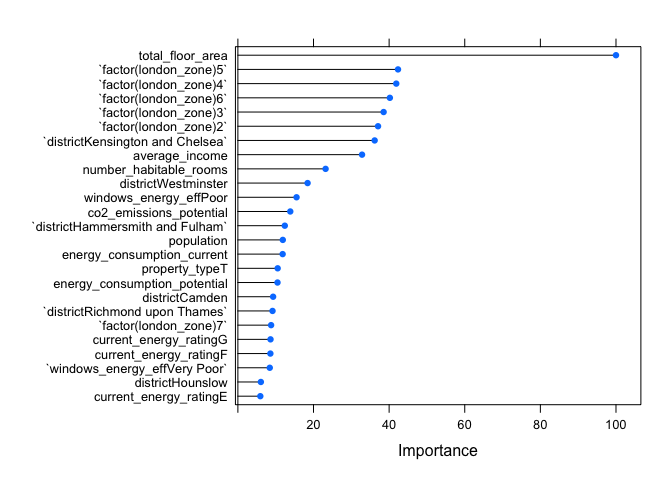 total_floor_area
`factor(london_zone)5`
`factor(london_zone)4`
`factor(london_zone)6`
`factor(london_zone)3`
`factor(london_zone)2`
`districtKensington and Chelsea`
average_income
number_habitable_rooms
districtWestminster
windows_energy_effPoor
co2_emissions_potential
`districtHammersmith and Fulham`
population
energy_consumption_current
property_typeT
energy_consumption_potential
districtCamden
`districtRichmond upon Thames`
`factor(london_zone)7`
current_energy_ratingG
current_energy_ratingF
`windows_energy_effVery Poor`
districtHounslow
current_energy_ratingE
20 40 60 80 100
Importance